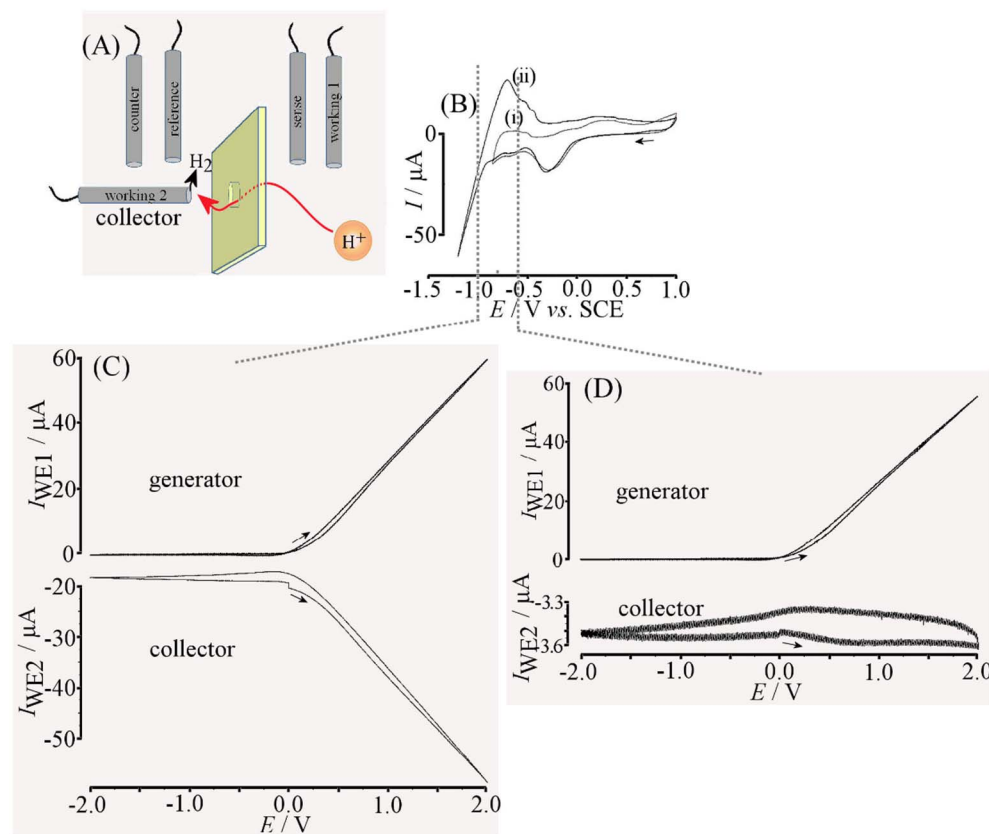 (A)
counter
reference
sense
working 1
H2
working 2
collector
H+
(B)
(ii)
(i)
0
-50
I / µA
-1.5 -1.0 -0.5 0.0 0.5 1.0
E / V vs. SCE
(C)
60
40
20
0
IWE1 / µA
generator
-20
-30
-40
-50
IWE2 / µA
collector
-2.0 -1.0 0.0 1.0 2.0
E / V
(D)
60
40
20
0
IWE1 / µA
generator
-3.3
-3.6
IWE2 / µA
collector
-2.0 -1.0 0.0 1.0 2.0
E / V